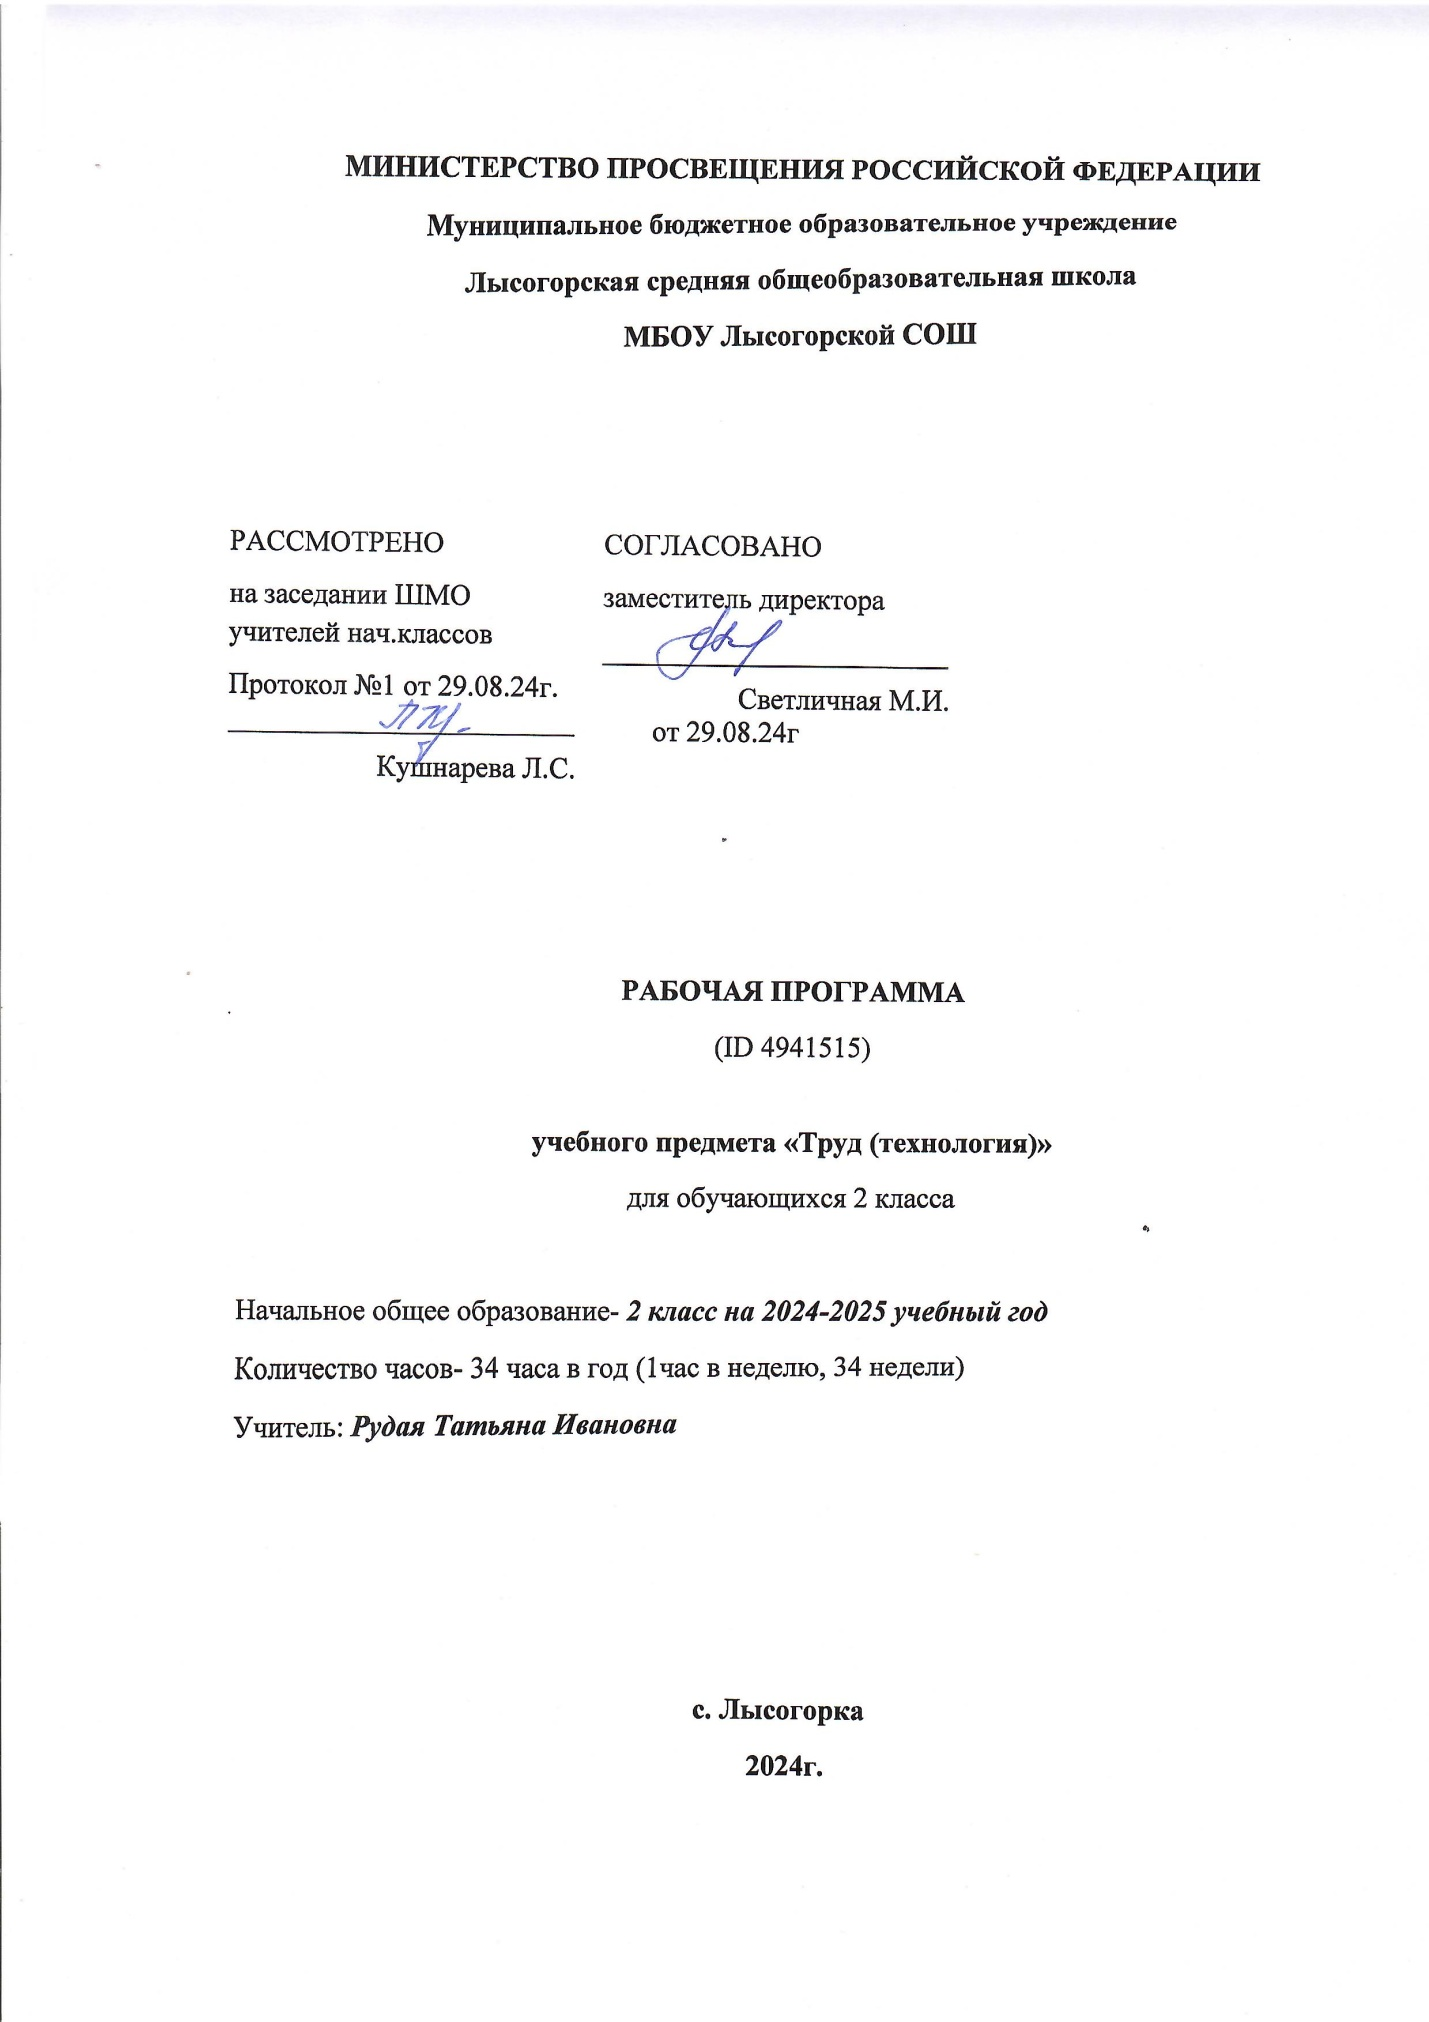 МИНИСТЕРСТВО ПРОСВЕЩЕНИЯ РОССИЙСКОЙ ФЕДЕРАЦИИ
Муниципальное бюджетное образовательное учреждение
Лысогорская средняя общеобразовательная школа
МБОУ Лысогорской СОШ
РАССМОТРЕНО
на заседании ШМО
учителей нач.классов
Протокол №1 от 29.08.24г.
Кушнарева Л.С.
СОГЛАСОВАНО
заместитель директора
Светличная М.И.
от 29.08.24г
РАБОЧАЯ ПРОГРАММА
(ID 4941515)
учебного предмета «Труд (технология)»
для обучающихся 2 класса
Начальное общее образование- 2 класс на 2024-2025 учебный год
Количество часов- 34 часа в год (1час в неделю, 34 недели)
Учитель: Рудая Татьяна Ивановна
с. Лысогорка
2024г.